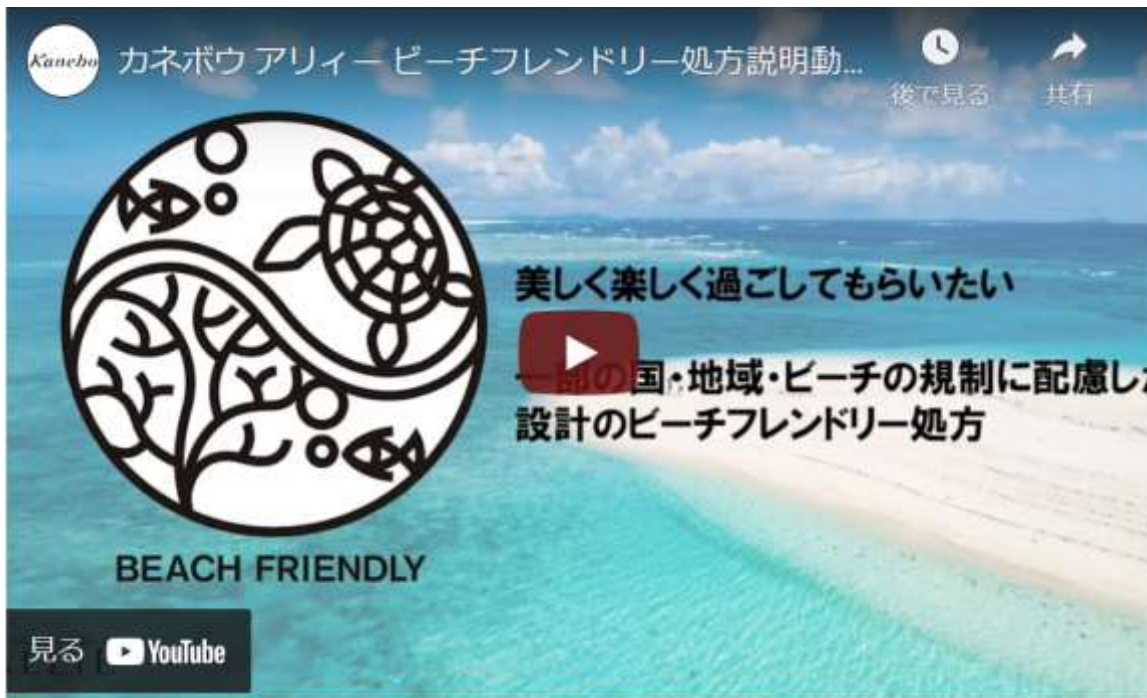 Kanebo
カネボウ アリィー ビーチフレンドリー処方説明動...
後で見る
共有
美しく楽しく過ごしてもらいたい
一部の国・地域・ビーチの規制に配慮した
設計のビーチフレンドリー処方
BEACH FRIENDLY
見る YouTube